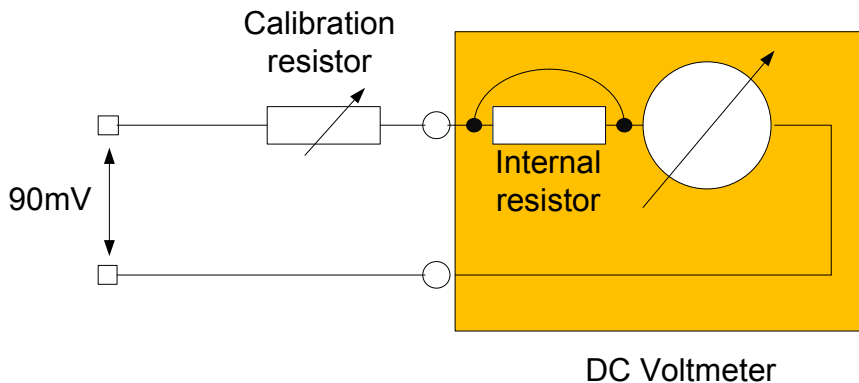 Calibration
resistor
90mV
Internal
resistor
DC Voltmeter